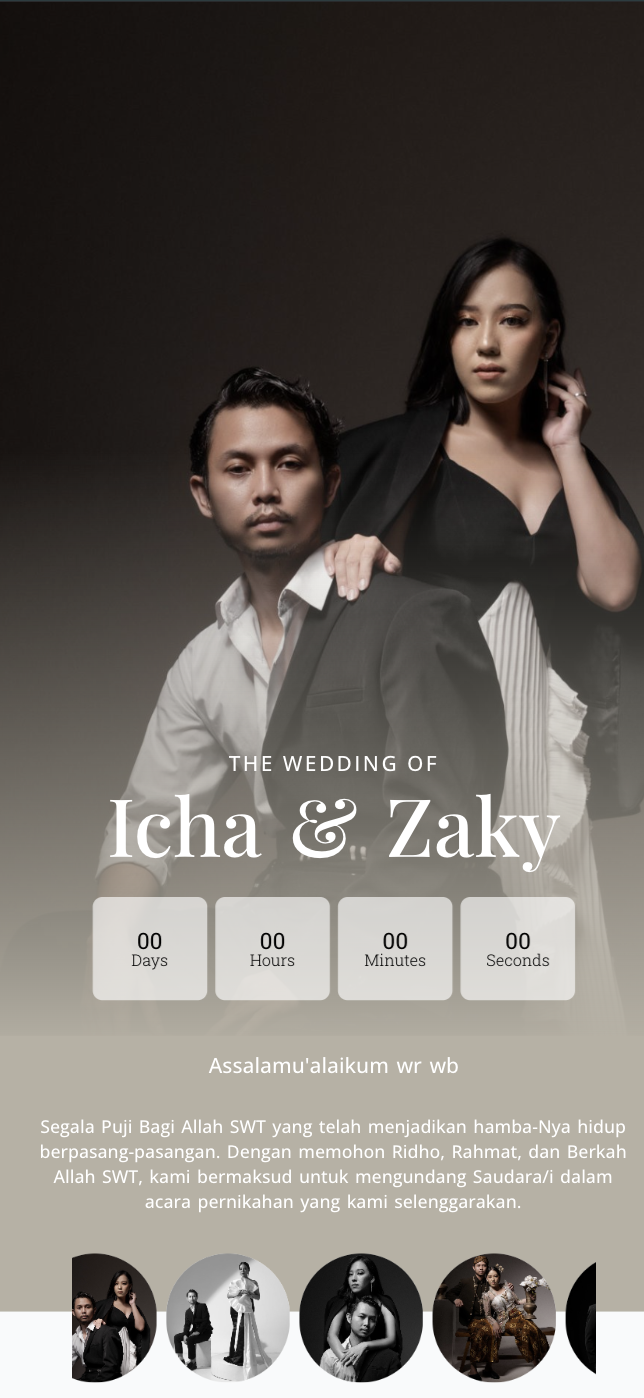 THE WEDDING OF
Icha & Zaky
00 00 00 00
Days Hours Minutes Seconds
Assalamu'alaikum wr wb
Segala Puji Bagi Allah SWT yang telah menjadikan hamba-Nya hidup
berpasang-pasangan. Dengan memohon Ridho, Rahmat, dan Berkah
Allah SWT, kami bermaksud untuk mengundang Saudara/i dalam
acara pernikahan yang kami selenggarakan.